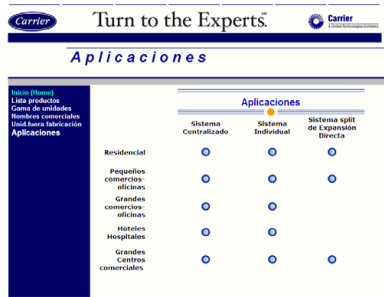 Carrier
Turn to the Experts.
Carrier
A United Technologies Company
Aplicaciones
Inicio (Home)
Lista productos
Gama de unidades
Nombres comerciales
Unid.fuera fabricación
Aplicaciones
Aplicaciones
Sistema
Centralizado
Sistema
Individual
Sistema split
de Expansión
Directa
Residencial
Pequeños
comercios-
oficinas
Grandes
comercios-
oficinas
Hoteles
Hospitales
Grandes
Centros
comerciales